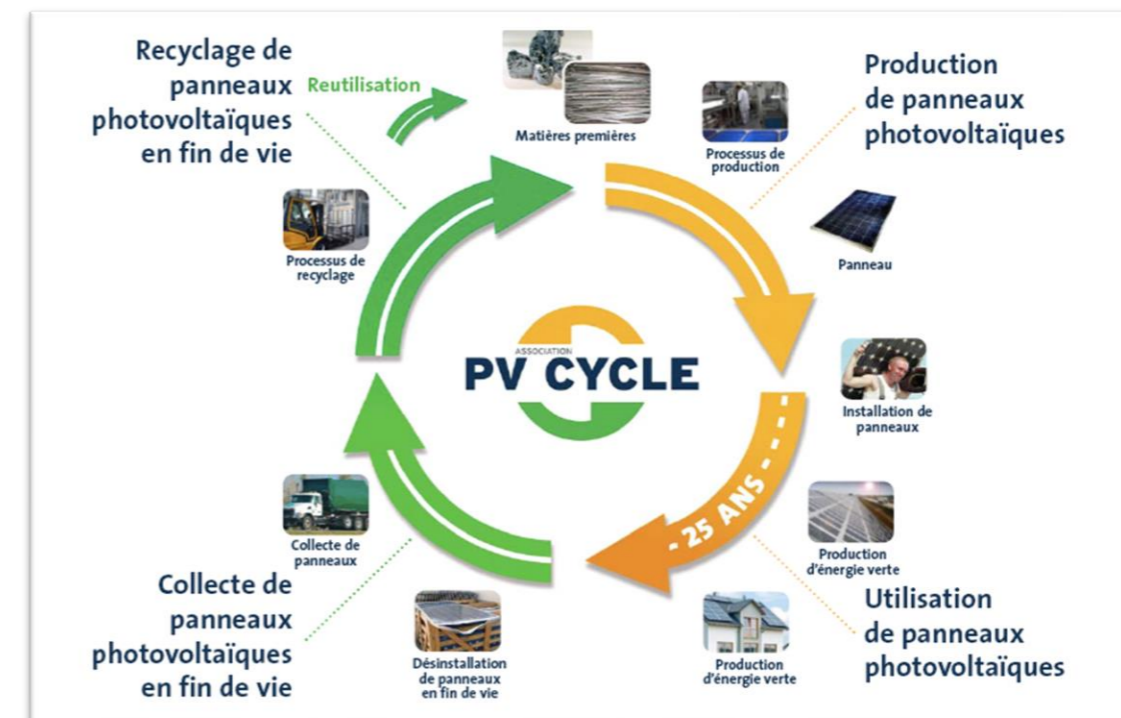 Recyclage de
panneaux
photovoltaïques
en fin de vie
Reutilisation
Matières premières
Processus de
production
Production
de panneaux
photovoltaïques
Panneau
Processus de
recyclage
ASSOCIATION
PV CYCLE
Installation de
panneaux
- 25 ANS - - -
Production
d'énergie verte
Utilisation
de panneaux
photovoltaïques
Production
d'énergie verte
Désinstallation
de panneaux
en fin de vie
Collecte de
panneaux
Collecte de
panneaux
photovoltaïques
en fin de vie